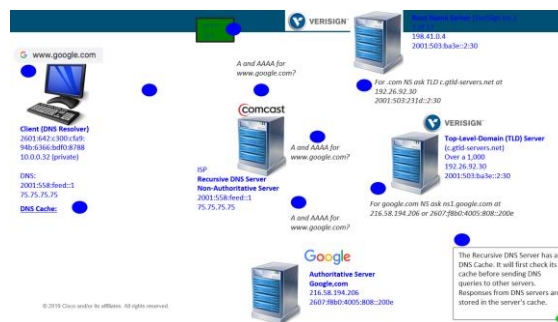 VERISIGN
198.41.0.4
2001:503:ba3e::2:30
www.google.com
A and AAAA for
www.google.com?
For .com NS ask TLD c.gtld-servers.net at
192.26.92.30
2001:503:231d::2:30
comcast
VERISIGN
Client (DNS Resolver)
2601:642:c300:cfa9:
94b:6366:bdf0:8788
10.0.0.32 (private)
DNS:
2001:558:feed::1
75.75.75.75
DNS Cache:
ISP
Recursive DNS Server
Non-Authoritative Server
2001:558:feed::1
75.75.75.75
A and AAAA for
www.google.com?
Top-Level-Domain (TLD) Server
(c.gtld-servers.net)
Over a 1,000
192.26.92.30
2001:503:ba3e::2:30
For google.com NS ask ns1.google.com at
216.58.194.206 or 2607:f8b0:4005:808::200e
A and AAAA for
www.google.com?
Google
Authoritative Server
Google.com
216.58.194.206
2607:f8b0:4005:808::200e
The Recursive DNS Server has a
DNS Cache. It will first check its
cache before sending DNS
queries to other servers.
Responses from DNS servers are
stored in the server's cache.
© 2019 Cisco and/or its affiliates. All rights reserved.